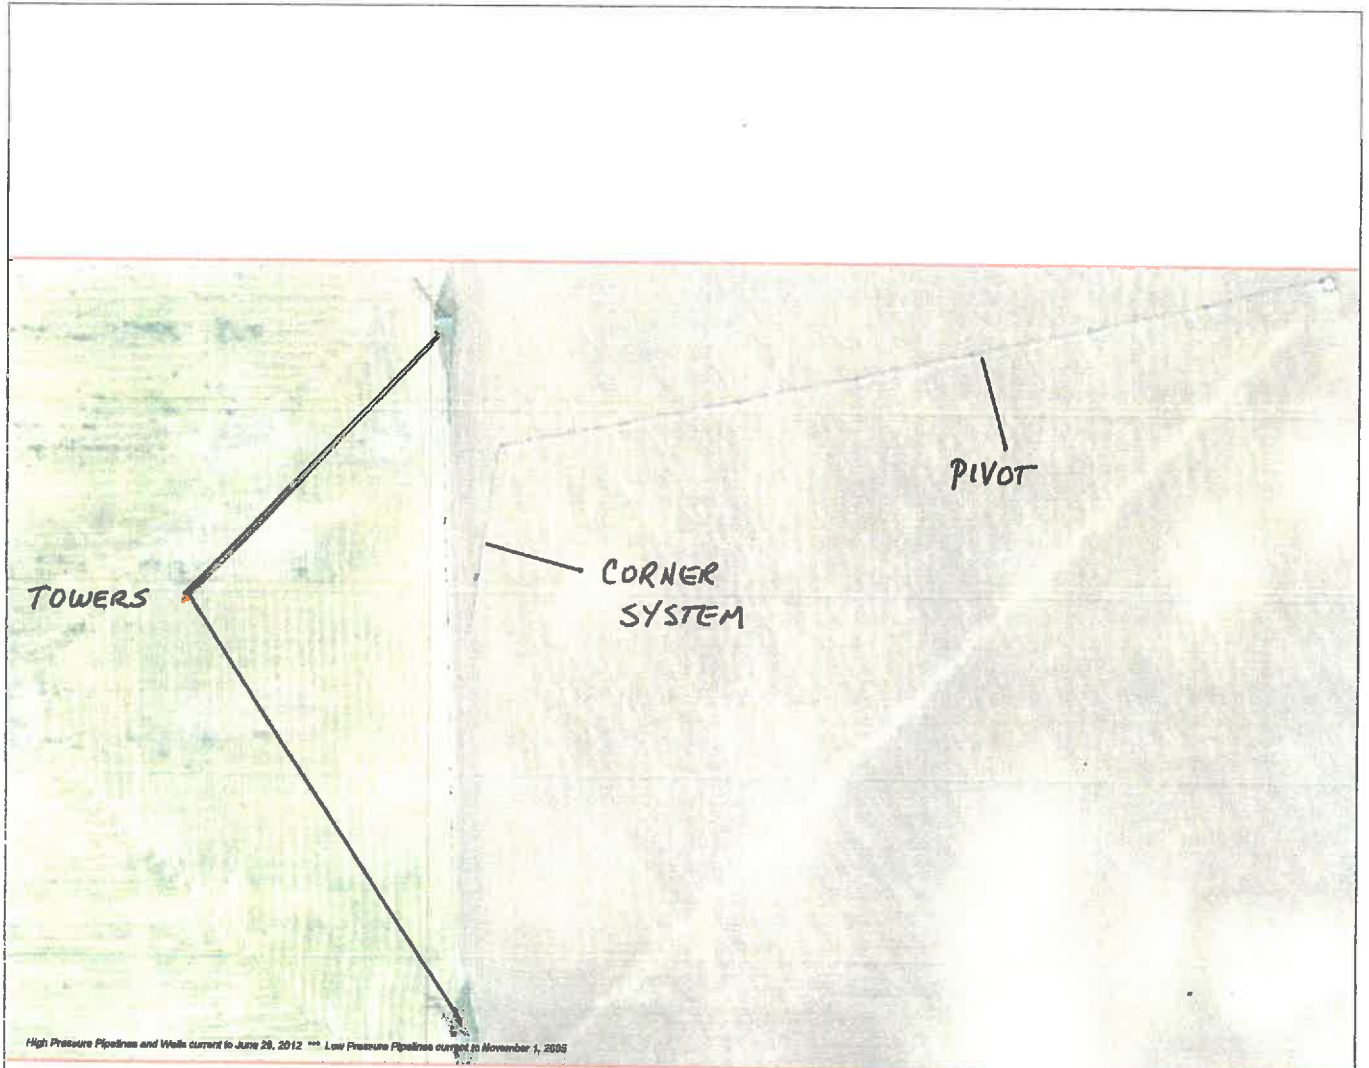 PIVOT
CORNER
SYSTEM
TOWERS
High Pressure Pipelines and Wells current to June 29, 2012 *** Low Pressure Pipelines current to November 1, 2005